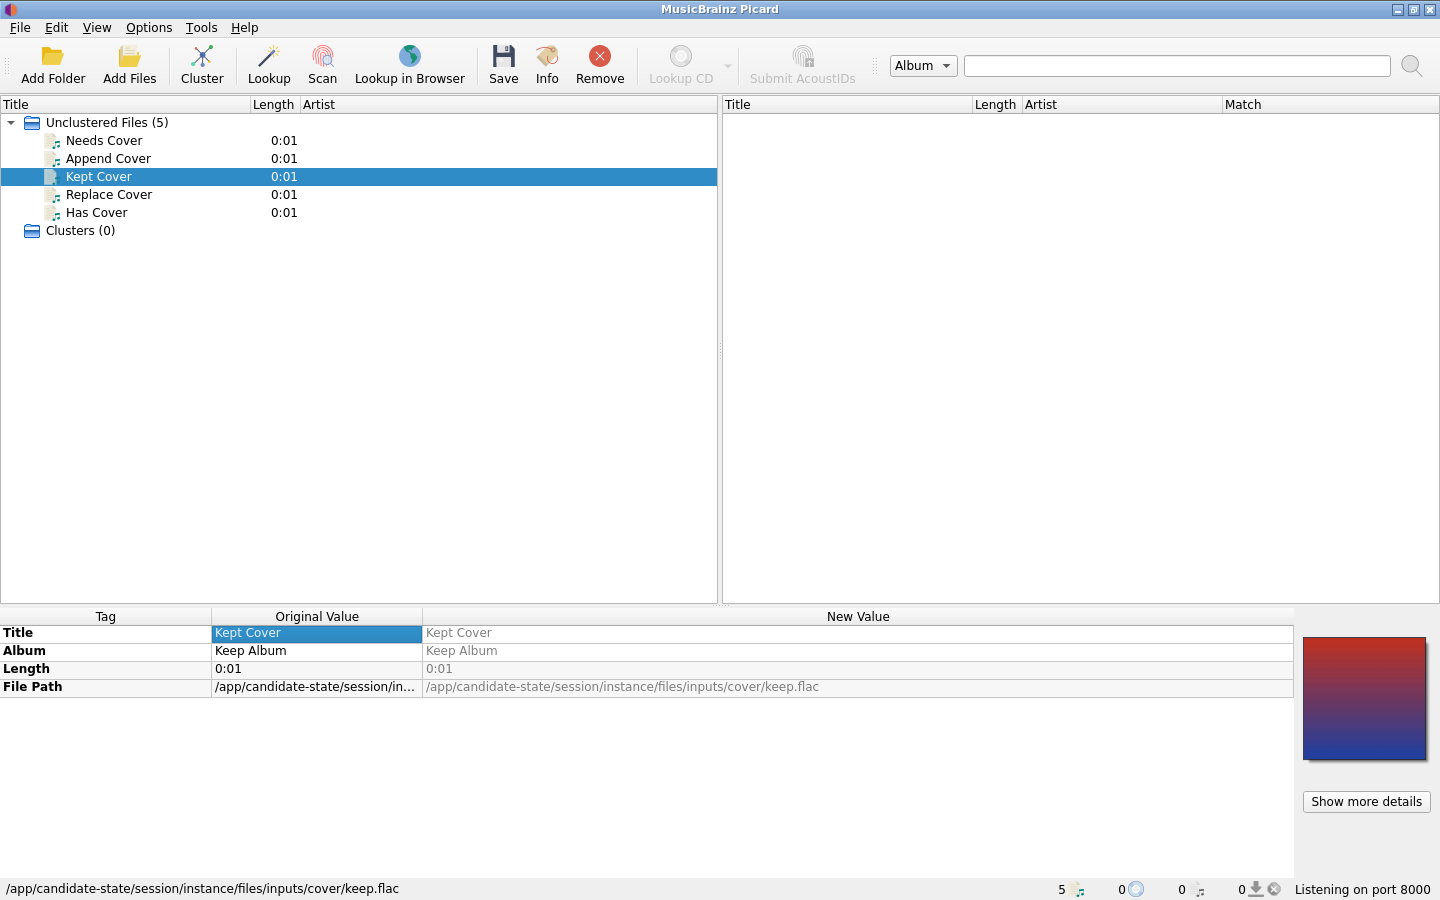 MusicBrainz Picard
File Edit View Options Tools Help
Add Folder Add Files Cluster Lookup Scan Lookup in Browser Save Info Remove Lookup CD Submit AcoustIDs Album
Title Length Artist
Unclustered Files (5)
Needs Cover 0:01
Append Cover 0:01
Kept Cover 0:01
Replace Cover 0:01
Has Cover 0:01
Clusters (0)
Title Length Artist Match
Tag Original Value New Value
Title Kept Cover Kept Cover
Album Keep Album Keep Album
Length 0:01 0:01
File Path /app/candidate-state/session/in... /app/candidate-state/session/instance/files/inputs/cover/keep.flac
Show more details
/app/candidate-state/session/instance/files/inputs/cover/keep.flac 5 0 0 0 Listening on port 8000